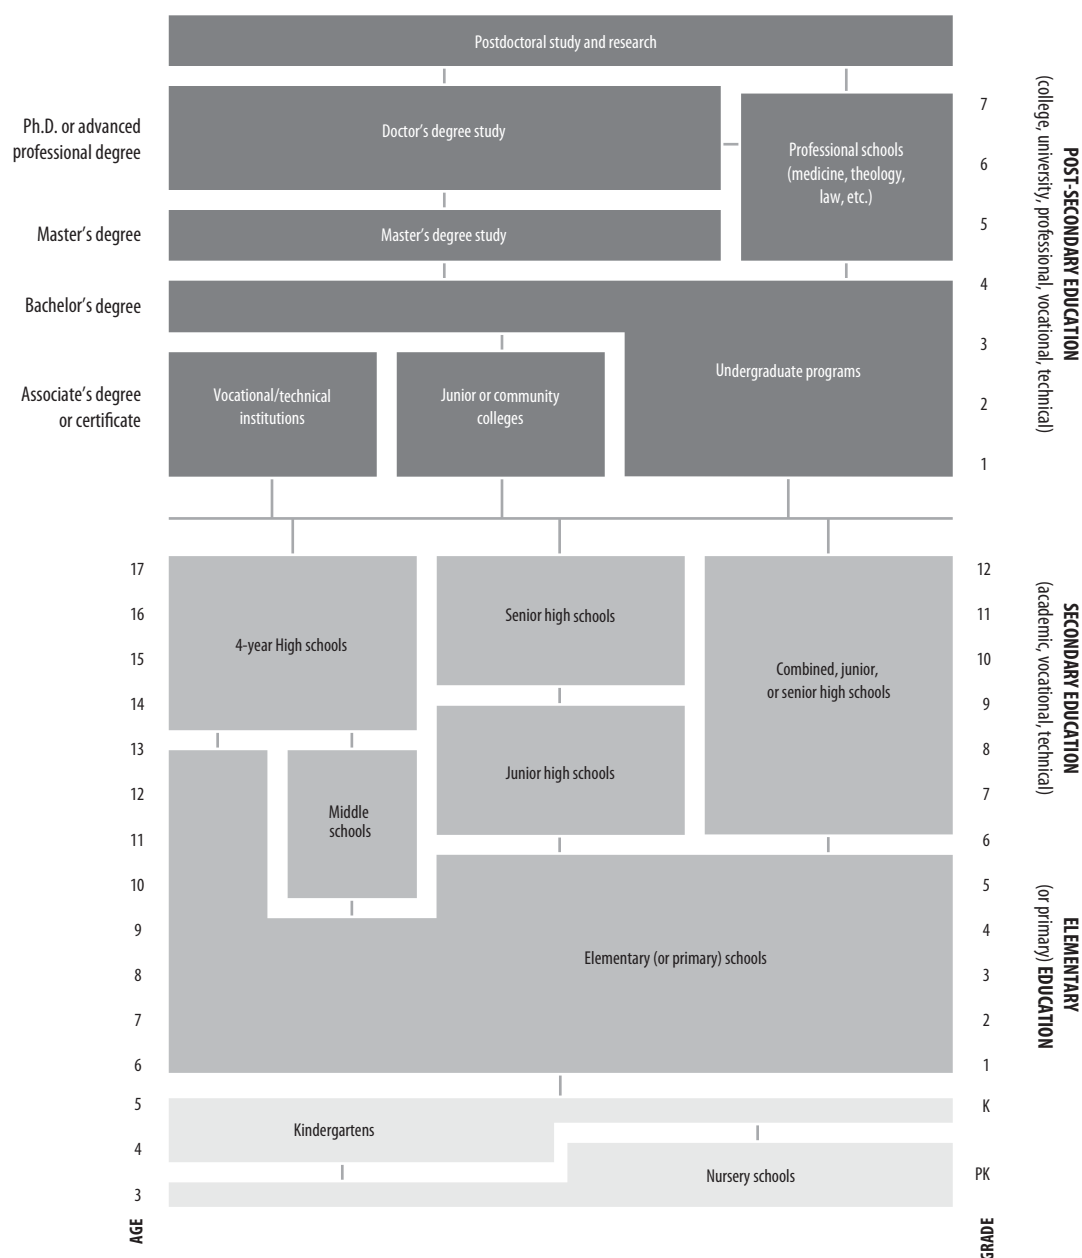 Postdoctoral study and research
Ph.D. or advanced
professional degree
Doctor's degree study
Professional schools
(medicine, theology,
law, etc.)
7
6
Master's degree
Master's degree study
5
Bachelor's degree
4
3
Undergraduate programs
Associate's degree
or certificate
Vocational/technical
institutions
Junior or community
colleges
2
1
POST-SECONDARY EDUCATION
(college, university, professional, vocational, technical)
17
12
16
Senior high schools
11
4-year High schools
15
10
Combined, junior,
or senior high schools
14
9
13
8
Junior high schools
12
7
Middle
schools
11
6
SECONDARY EDUCATION
(academic, vocational, technical)
10
5
9
4
Elementary (or primary) schools
8
3
7
2
6
1
ELEMENTARY
(or primary) EDUCATION
5
K
Kindergartens
4
Nursery schools
PK
3
AGE
GRADE